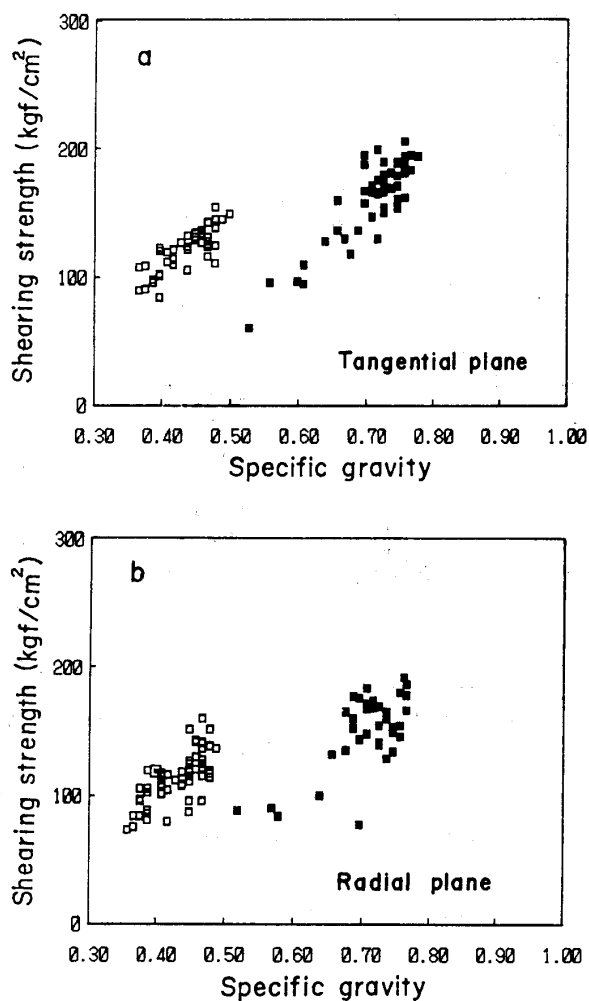 300
a
200
100
0
Shearing strength (kgf/cm²)
Tangential plane
0.30 0.40 0.50 0.60 0.70 0.80 0.90 1.00
Specific gravity
300
b
200
100
0
Shearing strength (kgf/cm²)
Radial plane
0.30 0.40 0.50 0.60 0.70 0.80 0.90 1.00
Specific gravity